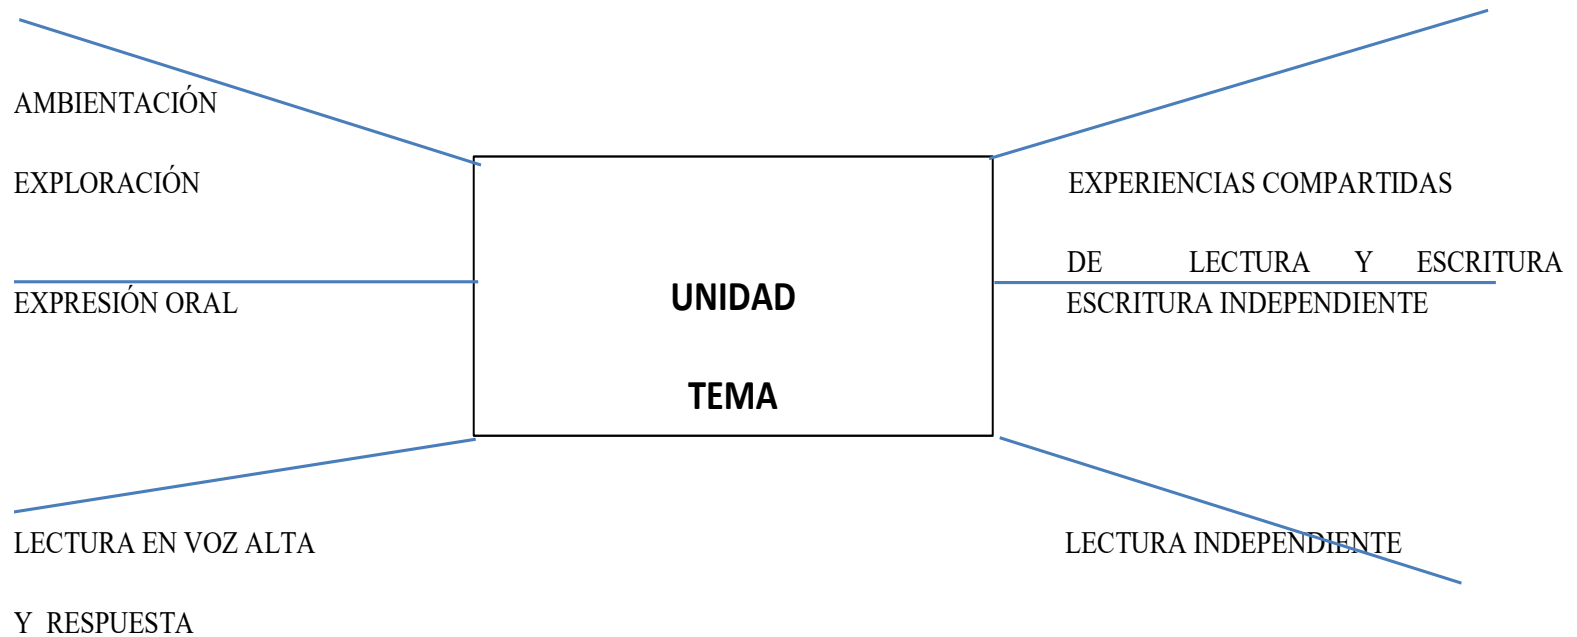 AMBIENTACIÓN
EXPLORACIÓN
EXPRESIÓN ORAL
LECTURA EN VOZ ALTA
Y RESPUESTA
UNIDAD
TEMA
EXPERIENCIAS COMPARTIDAS
DE LECTURA Y ESCRITURA
ESCRITURA INDEPENDIENTE
LECTURA INDEPENDIENTE